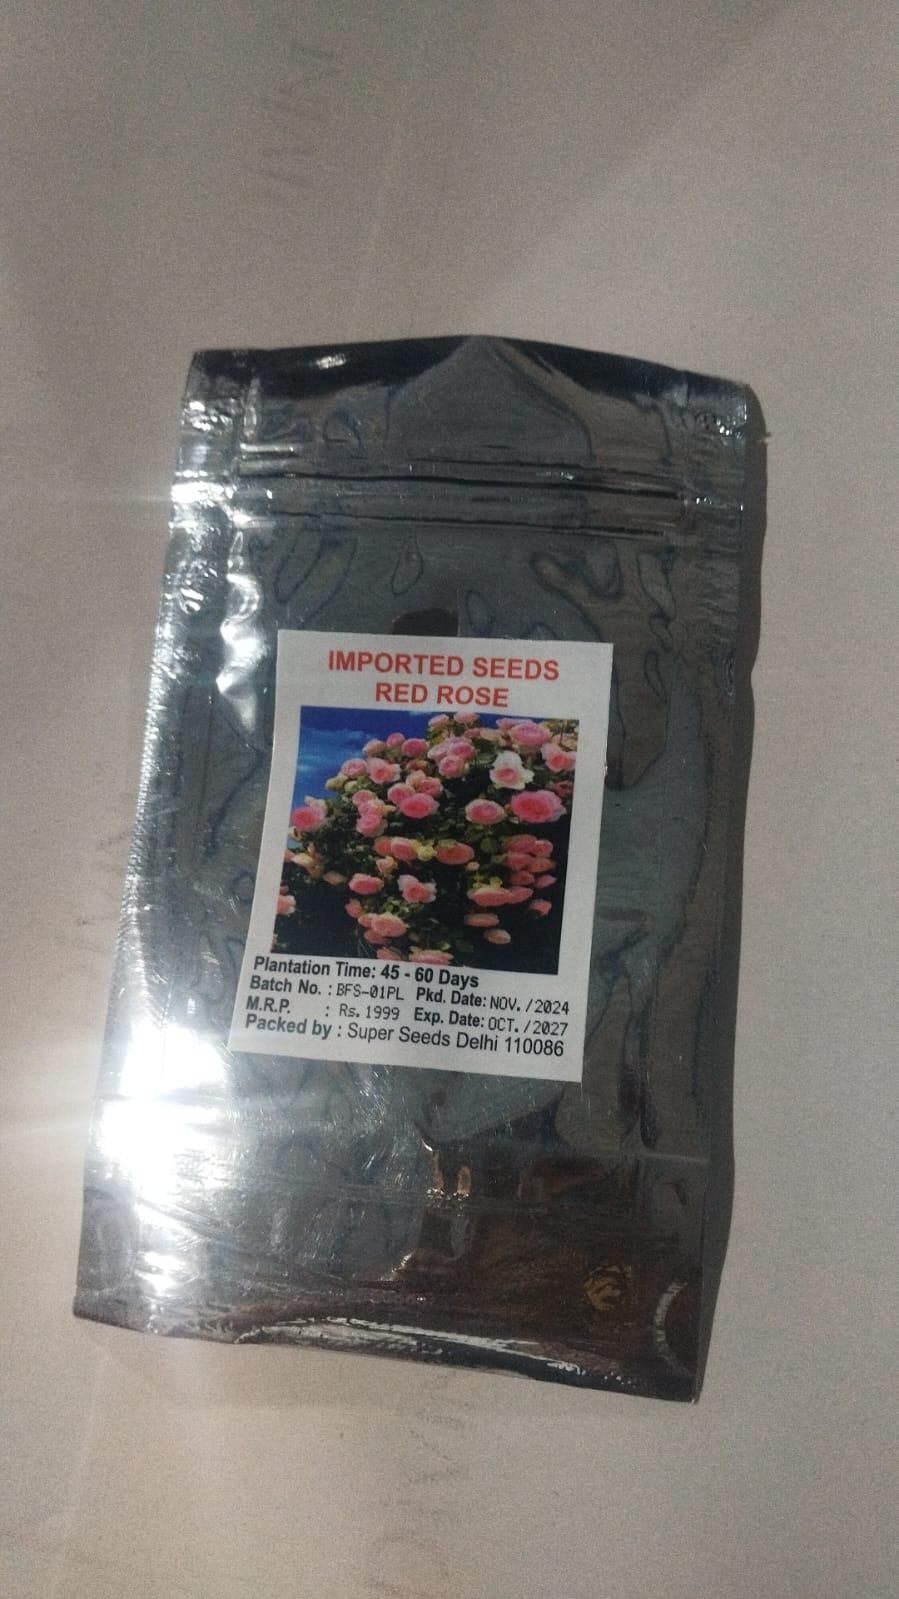 IMPORTED SEEDS
RED ROSE
Plantation Time: 45 - 60 Days
Batch No. : BFS-01PL Pkd. Date: NOV. /2024
M.R.P. : Rs. 1999 Exp. Date: OCT. /2027
Packed by : Super Seeds Delhi 110086